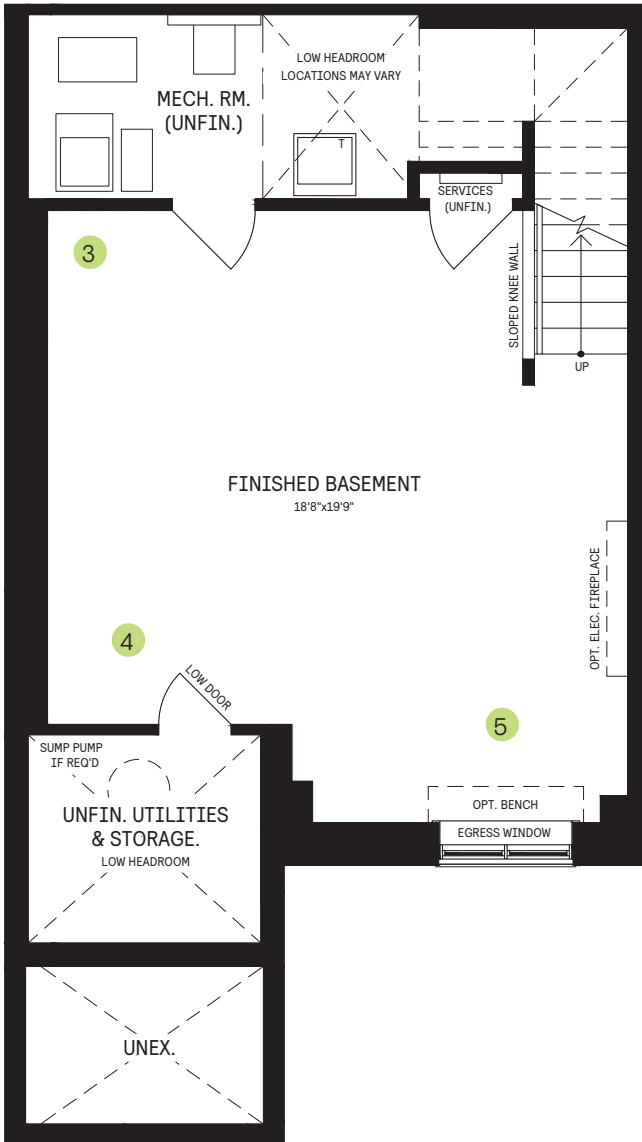 LOW HEADROOM
LOCATIONS MAY VARY
MECH. RM.
(UNFIN.)
T
SERVICES
(UNFIN.)
3
SLOPED KNEE WALL
UP
FINISHED BASEMENT
18'8"x19'9"
OPT. ELEC. FIREPLACE
4
LOW DOOR
5
SUMP PUMP
IF REQ'D
UNFIN. UTILITIES
& STORAGE.
LOW HEADROOM
OPT. BENCH
EGRESS WINDOW
UNEX.